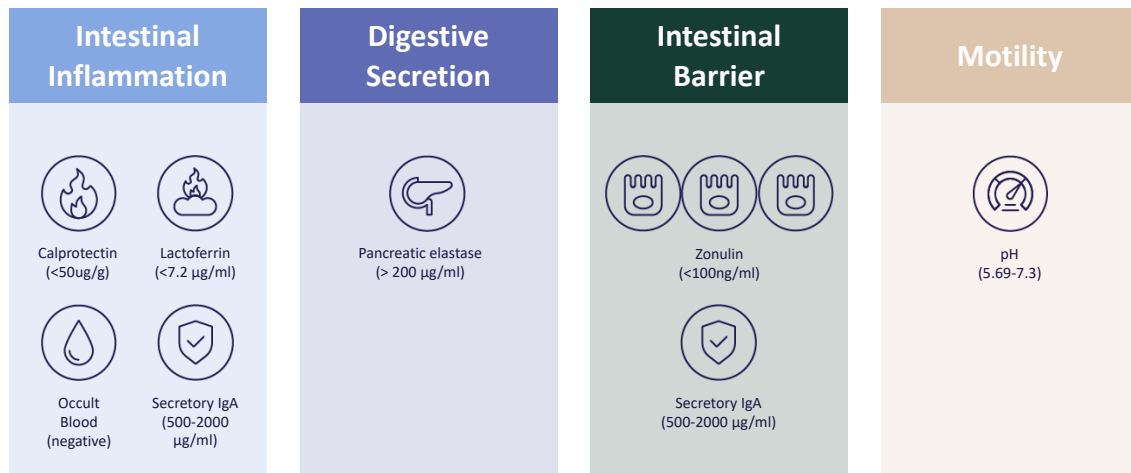 Intestinal
Inflammation
Calprotectin
(<50ug/g)
Lactoferrin
(<7.2 µg/ml)
Occult
Blood
(negative)
Secretory IgA
(500-2000
µg/ml)
Digestive
Secretion
Pancreatic elastase
(> 200 µg/ml)
Intestinal
Barrier
Zonulin
(<100ng/ml)
Secretory IgA
(500-2000 µg/ml)
Motility
pH
(5.69-7.3)